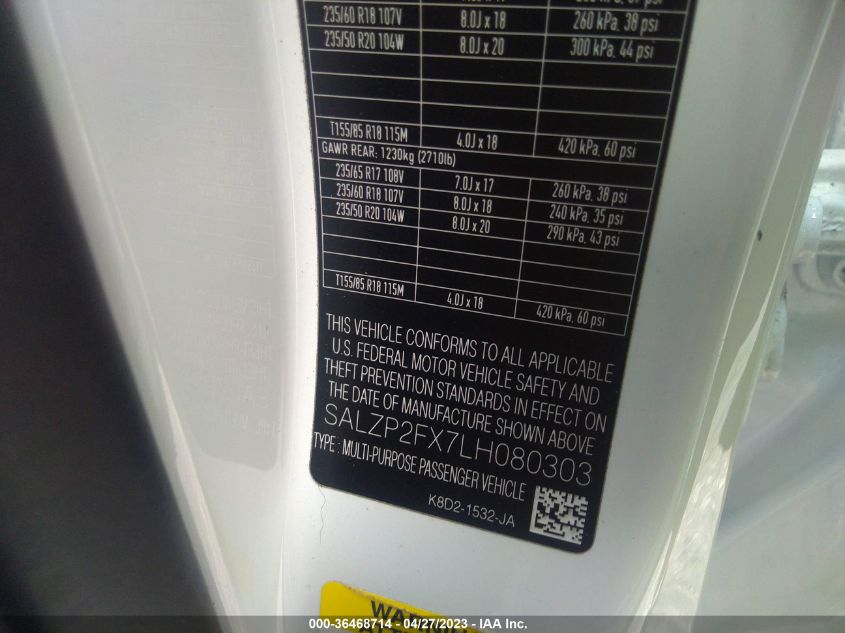 235/60 R18 107V 8.0J x 18 260 kPa, 38 psi
235/50 R20 104W 8.0J x 20 300 kPa, 44 psi
T155/85 R18 115M 4.0J x 18 420 kPa, 60 psi
GAWR REAR: 1230kg (2710lb)
235/65 R17 108V 7.0J x 17 260 kPa, 38 psi
235/60 R18 107V 8.0J x 18 240 kPa, 35 psi
235/50 R20 104W 8.0J x 20 290 kPa, 43 psi
T155/85 R18 115M 4.0J x 18 420 kPa, 60 psi
THIS VEHICLE CONFORMS TO ALL APPLICABLE
U.S. FEDERAL MOTOR VEHICLE SAFETY AND
THEFT PREVENTION STANDARDS IN EFFECT ON
THE DATE OF MANUFACTURE SHOWN ABOVE
SALZP2FX7LH080303
TYPE : MULTI-PURPOSE PASSENGER VEHICLE
K8D2-1532-JA
000-36468714 - 04/27/2023 - IAA Inc.